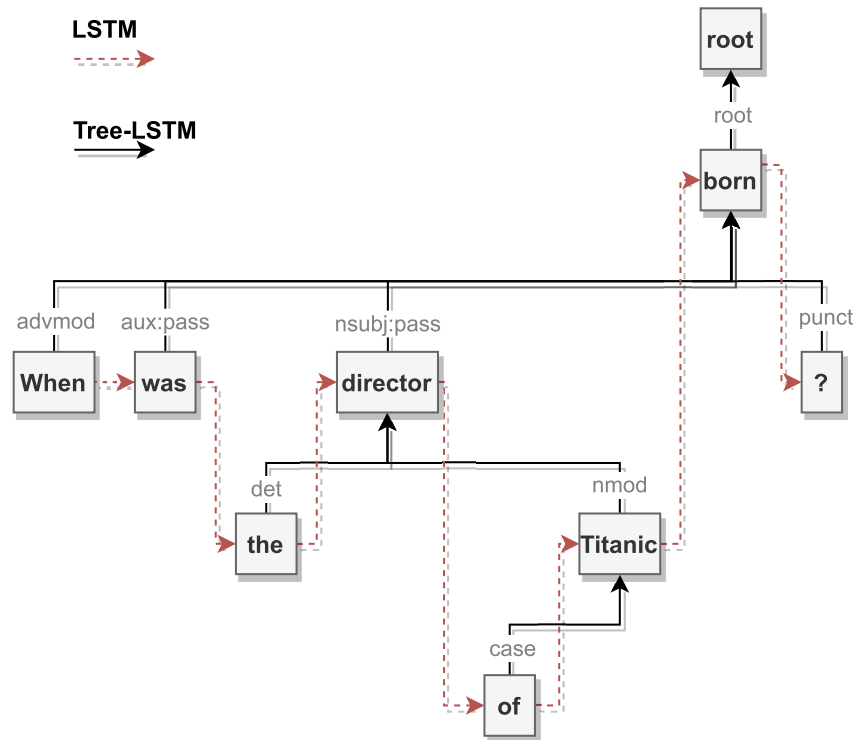 LSTM
root
Tree-LSTM
root
born
advmod
aux:pass
nsubj:pass
punct
When
was
director
?
det
nmod
the
Titanic
case
of